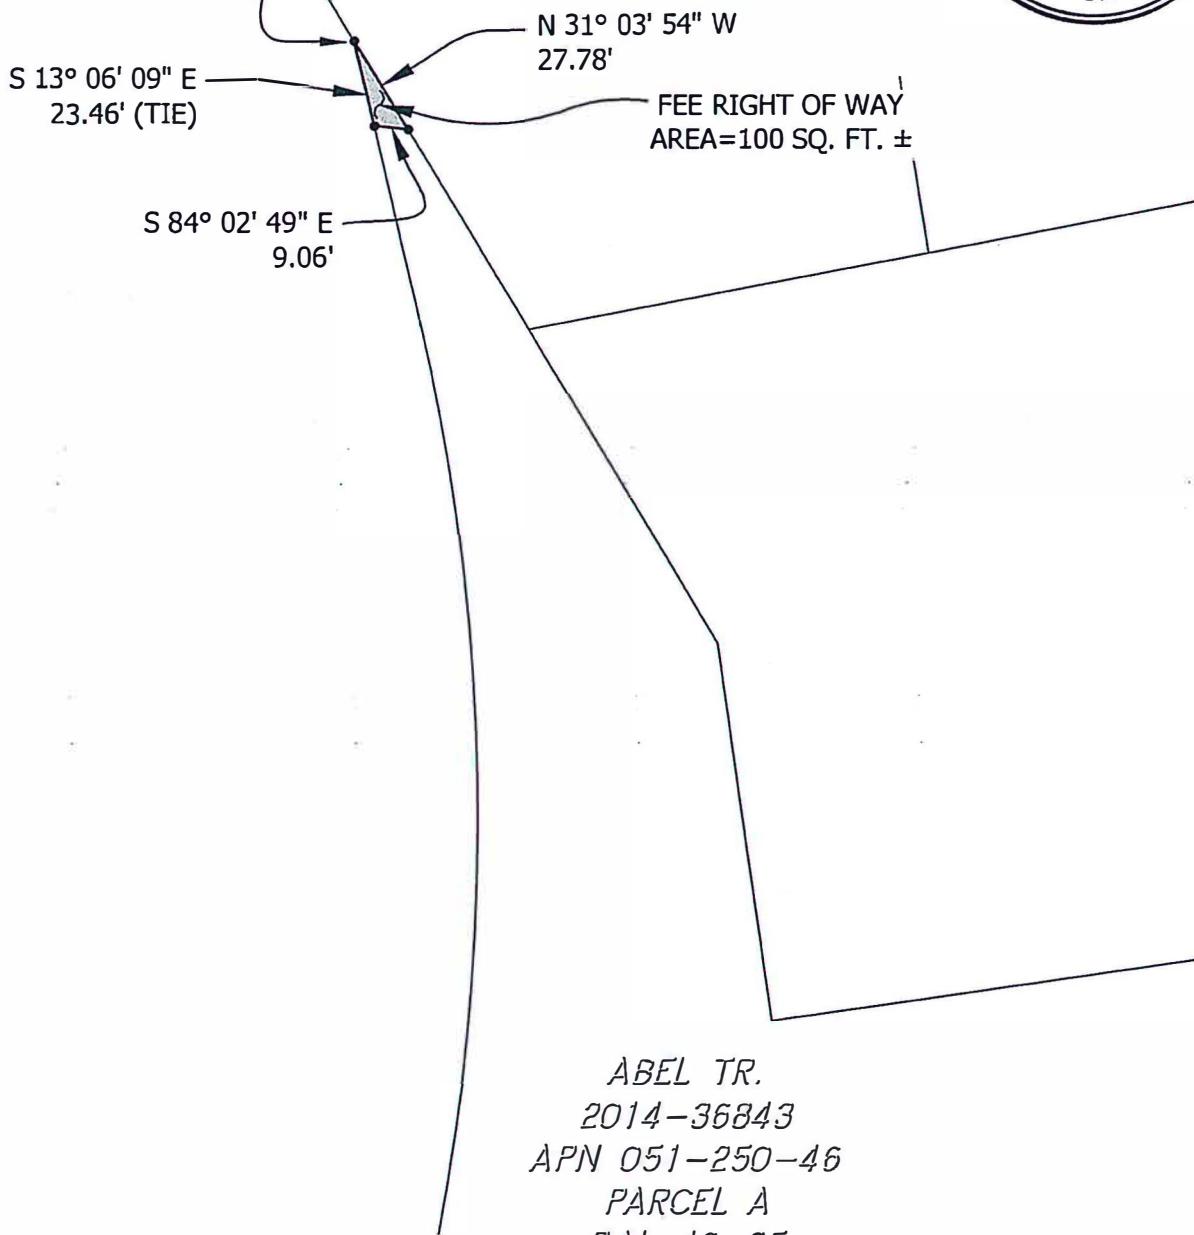 N 31° 03' 54" W
27.78'
S 13° 06' 09" E
23.46' (TIE)
FEE RIGHT OF WAY
AREA=100 SQ. FT. ±
S 84° 02' 49" E
9.06'
ABEL TR.
2014-36843
APN 051-250-46
PARCEL A